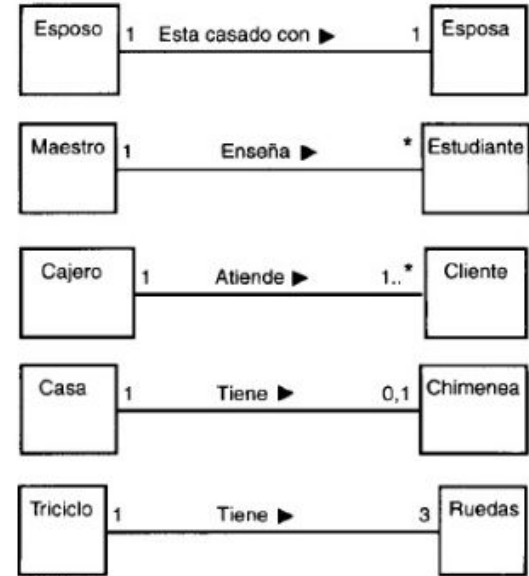 Esposo 1 Esta casado con ▶ 1 Esposa
Maestro 1 Enseña ▶ * Estudiante
Cajero 1 Atiende ▶ 1..* Cliente
Casa 1 Tiene ▶ 0,1 Chimenea
Triciclo 1 Tiene ▶ 3 Ruedas